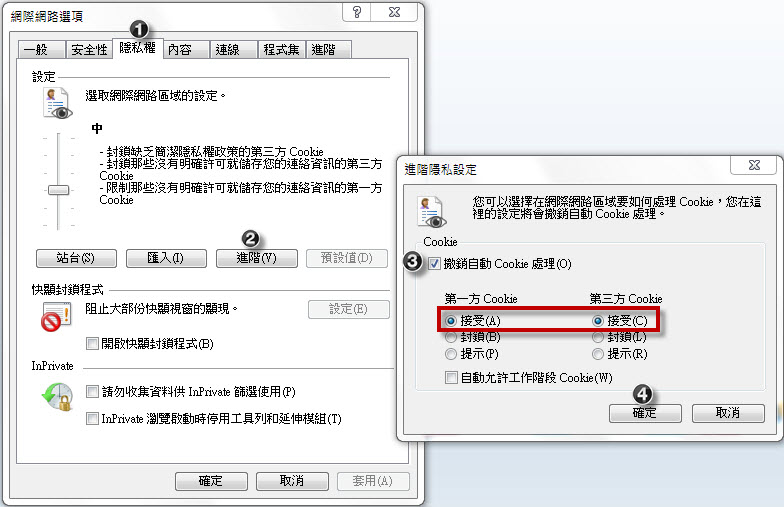 網際網路選項
❶
一般 安全性 隱私權 內容 連線 程式集 進階
設定
選取網際網路區域的設定。
中
- 封鎖缺乏簡潔隱私權政策的第三方 Cookie
- 封鎖那些沒有明確許可就儲存您的連絡資訊的第三方
Cookie
- 限制那些沒有明確許可就儲存您的連絡資訊的第一方
Cookie
❷
站台(S) 匯入(I) 進階(V) 預設值(D)
快顯封鎖程式
阻止大部份快顯視窗的顯現。 設定(E)
開啟快顯封鎖程式(B)
InPrivate
請勿收集資料供 InPrivate 篩選使用(P)
InPrivate 瀏覽啟動時停用工具列和延伸模組(T)
確定 取消 套用(A)
進階隱私設定
您可以選擇在網際網路區域要如何處理 Cookie，您在這
裡的設定將會撤銷自動 Cookie 處理。
Cookie
❸ 撤銷自動 Cookie 處理(O)
第一方 Cookie 第三方 Cookie
接受(A) 接受(C)
封鎖(B) 封鎖(L)
提示(P) 提示(R)
自動允許工作階段 Cookie(W)
❹
確定 取消